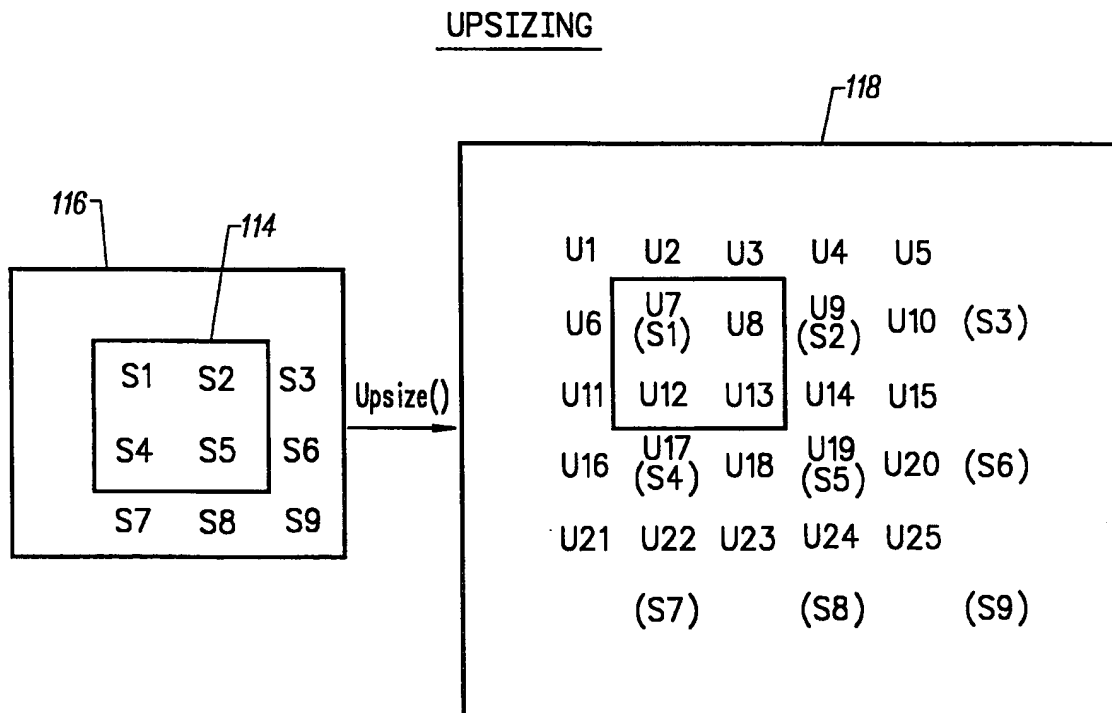 UPSIZING
118
116
114
U1 U2 U3 U4 U5
U6 U7 (S1) U8 U9 (S2) U10 (S3)
S1 S2 S3
Upsize()
U11 U12 U13 U14 U15
S4 S5 S6
U16 U17 (S4) U18 U19 (S5) U20 (S6)
S7 S8 S9
U21 U22 U23 U24 U25
(S7) (S8) (S9)